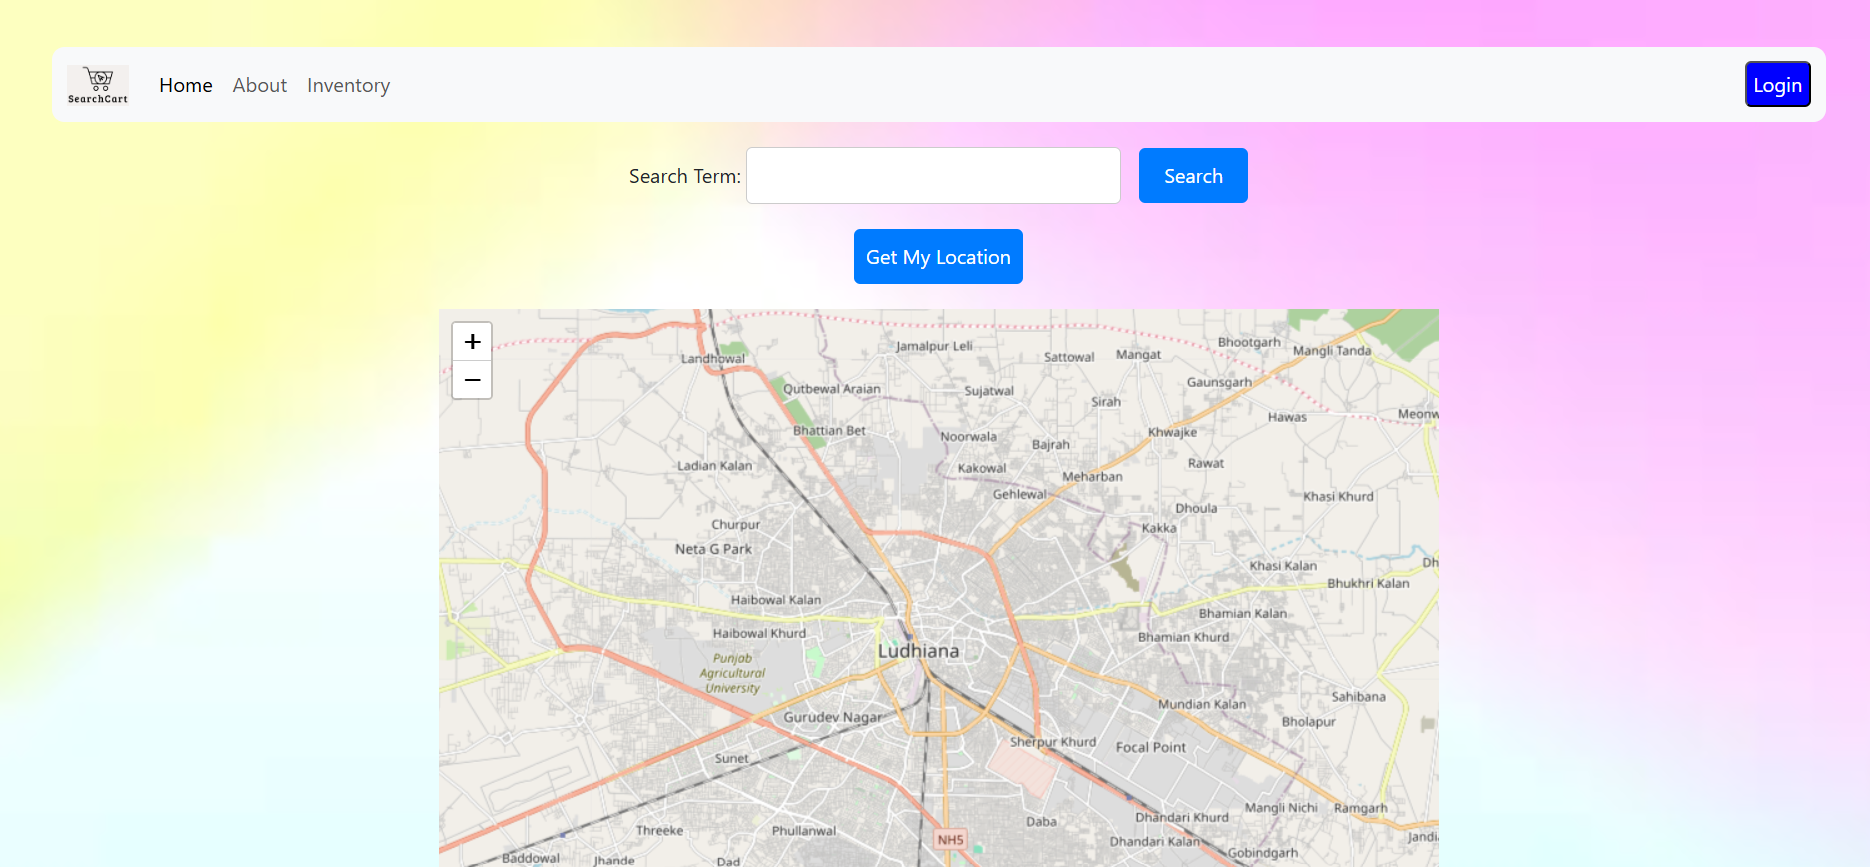 SearchCart
Home About Inventory
Login
Search Term: Search
Get My Location
+
−
Landhowal
Jamalpur Leli
Sattowal
Mangat
Bhootgarh
Mangli Tanda
Qutbewal Araian
Sujatwal
Sirah
Gaunsgarh
Hawas
Meonw
Bhattian Bet
Noorwala
Bajrah
Khwajke
Ladian Kalan
Kakowal
Meharban
Rawat
Gehlewal
Khasi Khurd
Dhoula
Churpur
Kakka
Neta G Park
Khasi Kalan
Dh
Bhukhri Kalan
Haibowal Kalan
Bhamian Kalan
Haibowal Khurd
Bhamian Khurd
Ludhiana
Punjab
Agricultural
University
Sahibana
Mundian Kalan
Gurudev Nagar
Bholapur
Sherpur Khurd
Focal Point
Sunet
Mangli Nichi
Ramgarh
Daba
Dhandari Khurd
Threeke
Phullanwal
NH5
Dhandari Kalan
Jandi
Baddowal
Jhande
Dad
Gobindgarh